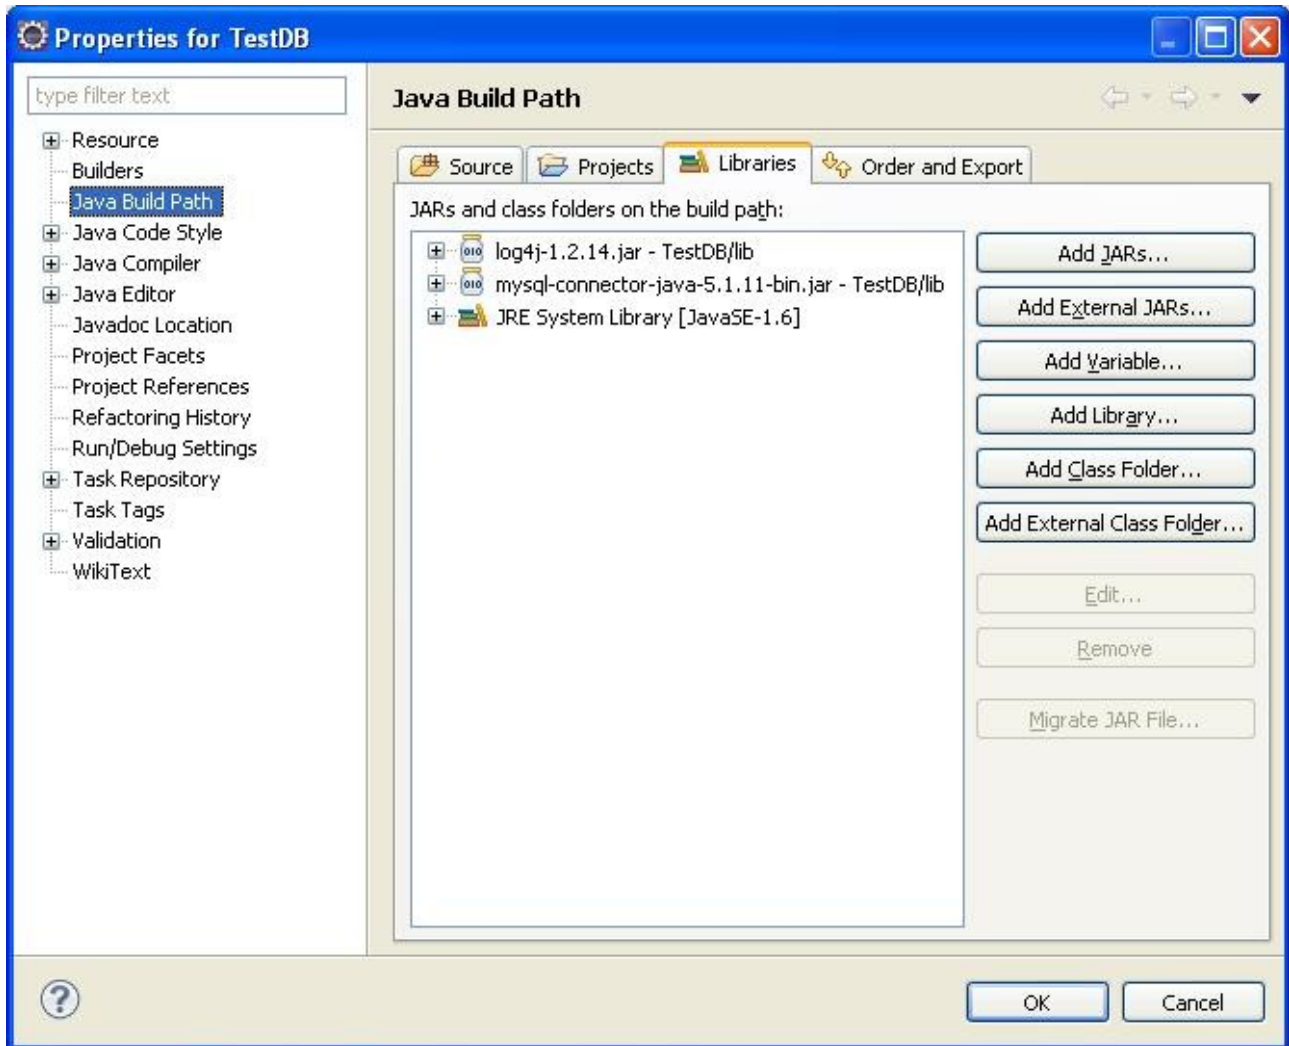 Properties for TestDB
type filter text
Resource
Builders
Java Build Path
Java Code Style
Java Compiler
Java Editor
Javadoc Location
Project Facets
Project References
Refactoring History
Run/Debug Settings
Task Repository
Task Tags
Validation
WikiText
Java Build Path
Source Projects Libraries Order and Export
JARs and class folders on the build path:
log4j-1.2.14.jar - TestDB/lib
mysql-connector-java-5.1.11-bin.jar - TestDB/lib
JRE System Library [JavaSE-1.6]
Add JARs...
Add External JARs...
Add Variable...
Add Library...
Add Class Folder...
Add External Class Folder...
Edit...
Remove
Migrate JAR File...
?
OK Cancel